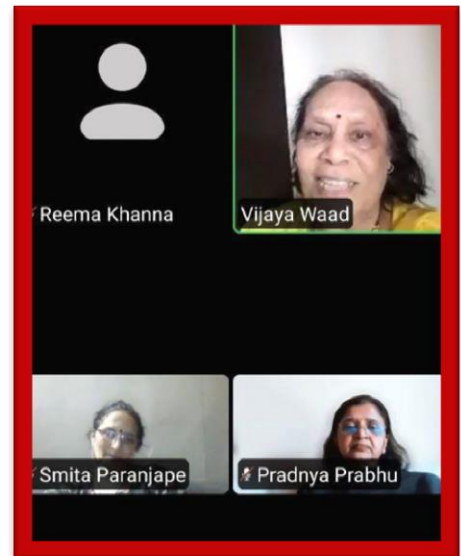 Reema Khanna
Vijaya Waad
Smita Paranjape
Pradnya Prabhu